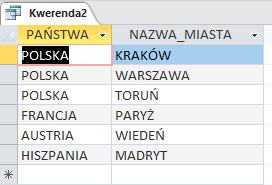 Kwerenda2
PAŃSTWA NAZWA_MIASTA
POLSKA KRAKÓW
POLSKA WARSZAWA
POLSKA TORUŃ
FRANCJA PARYŻ
AUSTRIA WIEDEŃ
HISZPANIA MADRYT